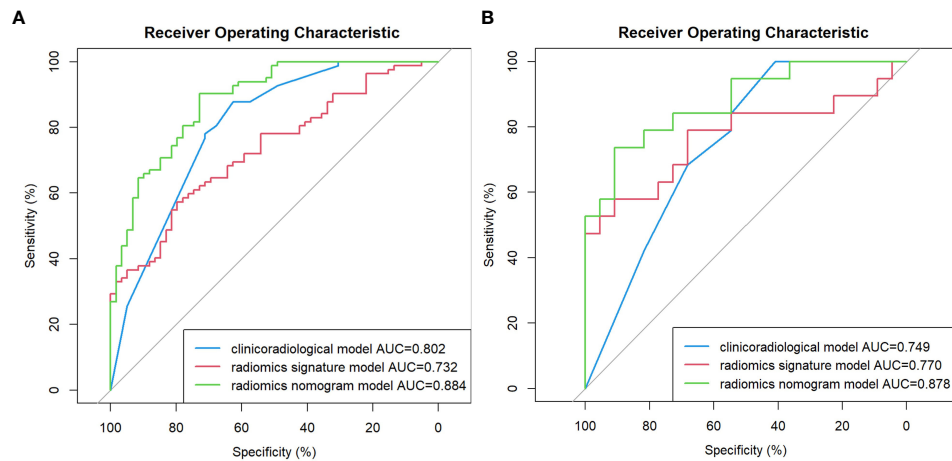 A
Receiver Operating Characteristic
Sensitivity (%)
100
80
60
40
20
0
clinicoradiological model AUC=0.802
radiomics signature model AUC=0.732
radiomics nomogram model AUC=0.884
100 80 60 40 20 0
Specificity (%)
B
Receiver Operating Characteristic
Sensitivity (%)
100
80
60
40
20
0
clinicoradiological model AUC=0.749
radiomics signature model AUC=0.770
radiomics nomogram model AUC=0.878
100 80 60 40 20 0
Specificity (%)